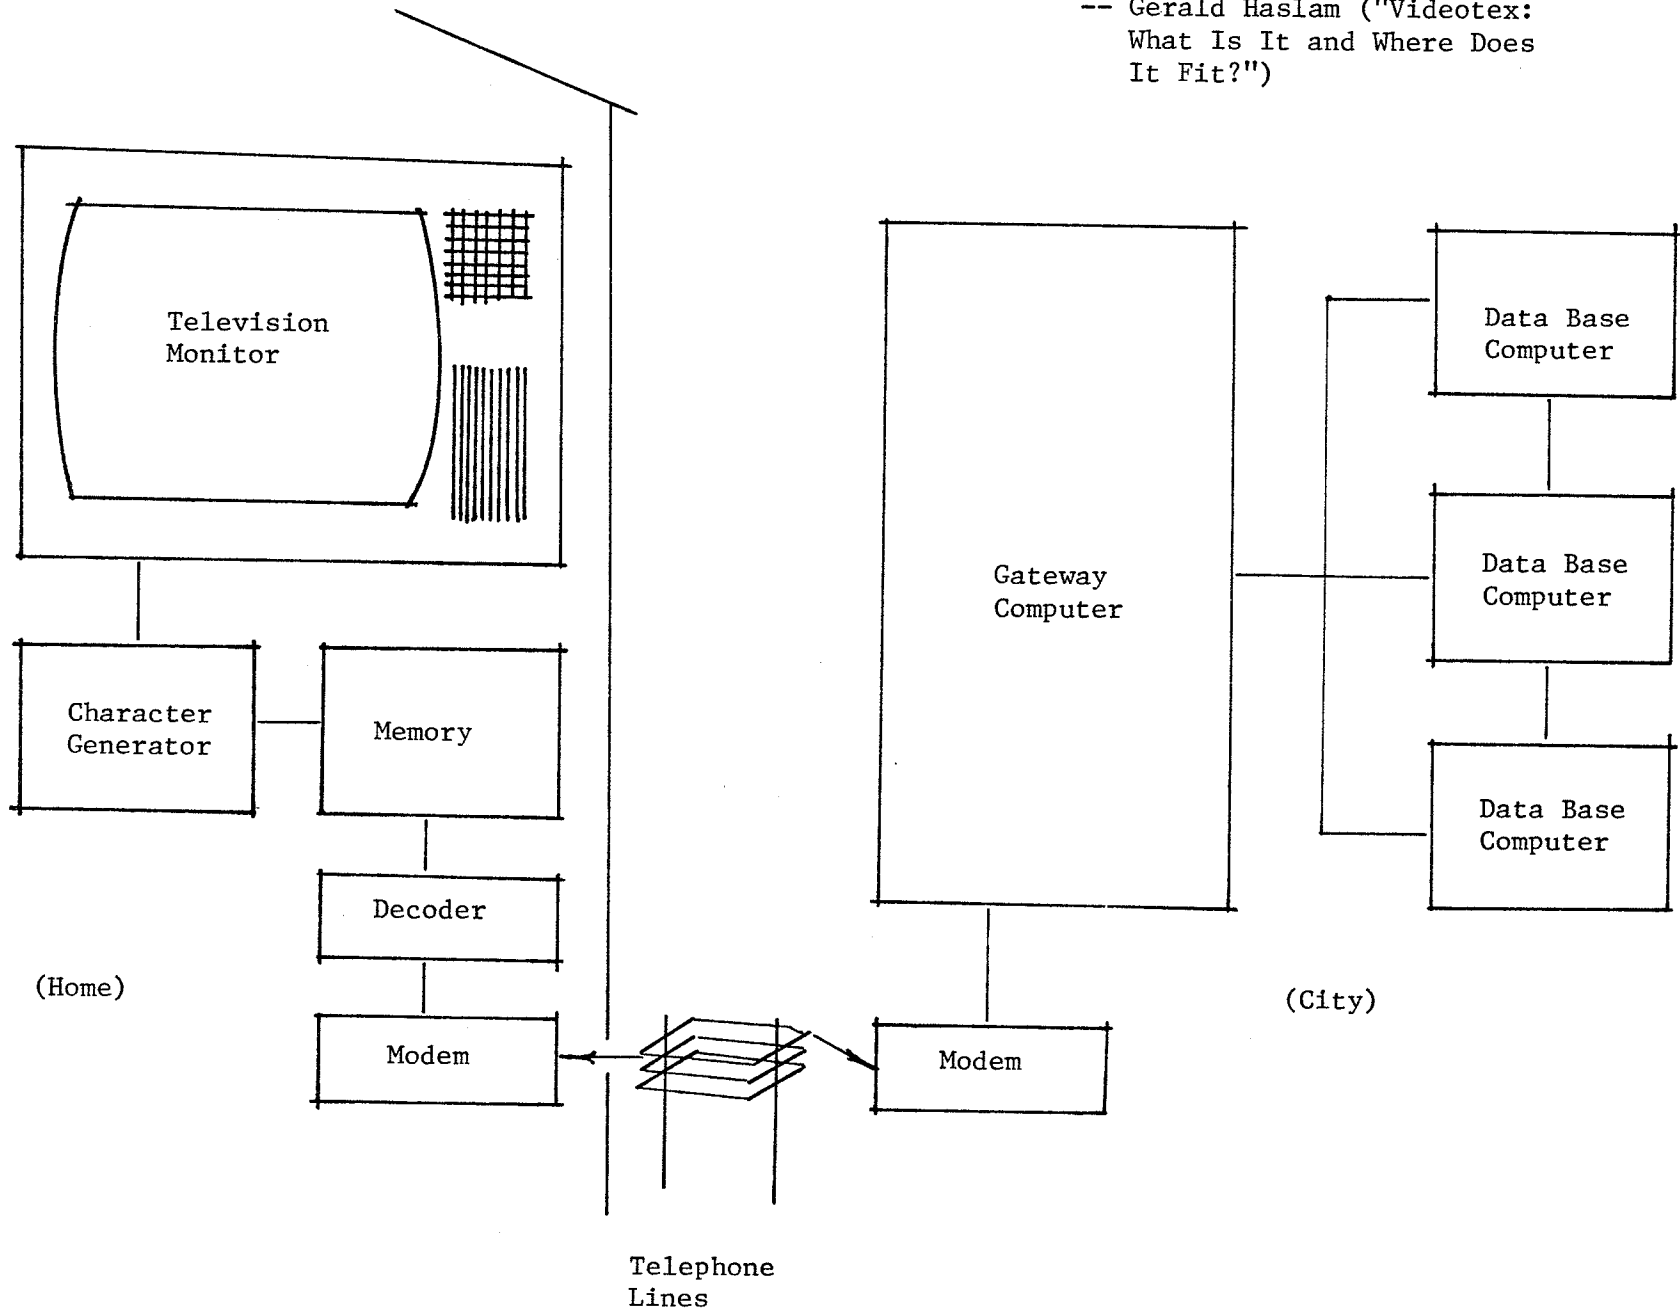 -- Gerald Haslam ("Videotex:
What Is It and Where Does
It Fit?")
Television
Monitor
Data Base
Computer
Gateway
Computer
Data Base
Computer
Character
Generator
Memory
Data Base
Computer
Decoder
(Home)
(City)
Modem
Modem
Telephone
Lines